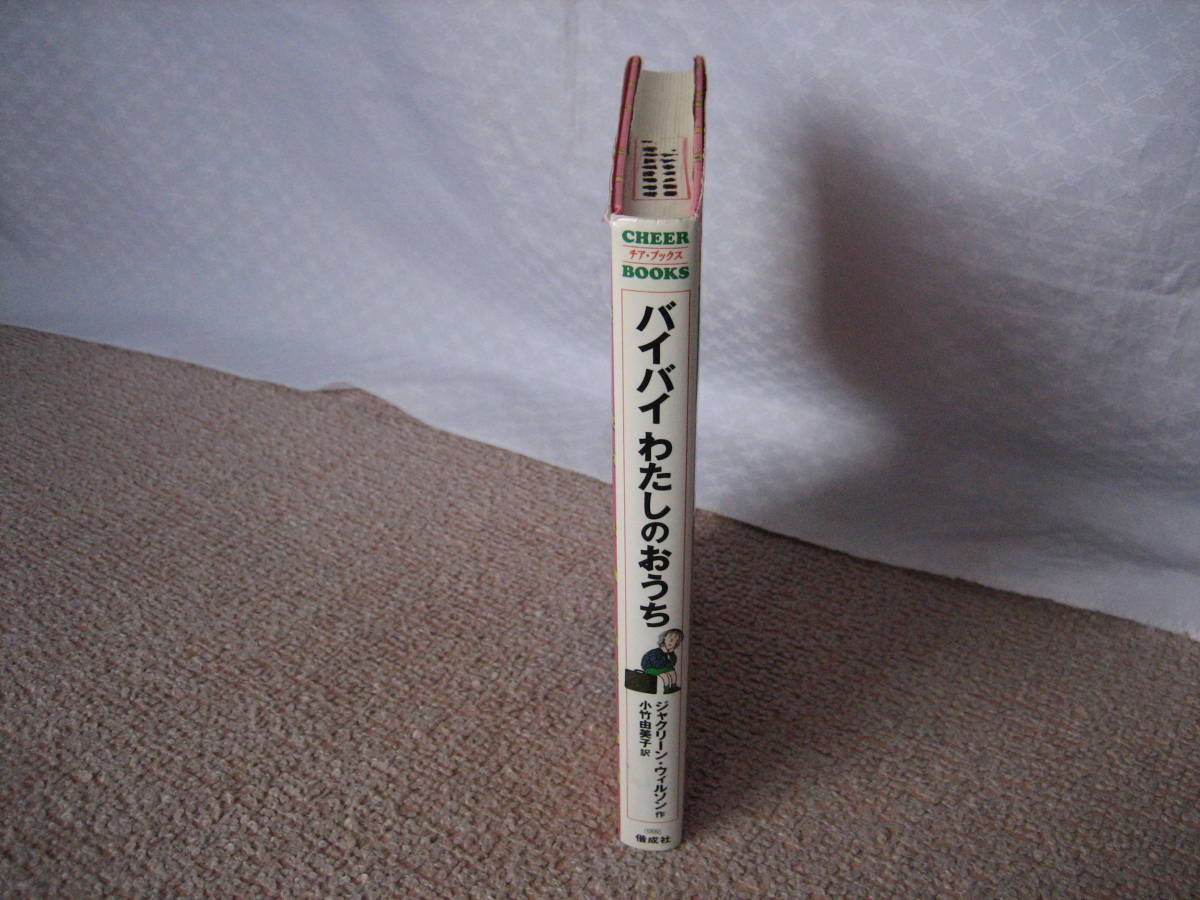 CHEER
チア・ブックス
BOOKS
バイバイ わたしのおうち
ジャクリーン・ウィルソン 作
小竹由美子 訳
偕成社